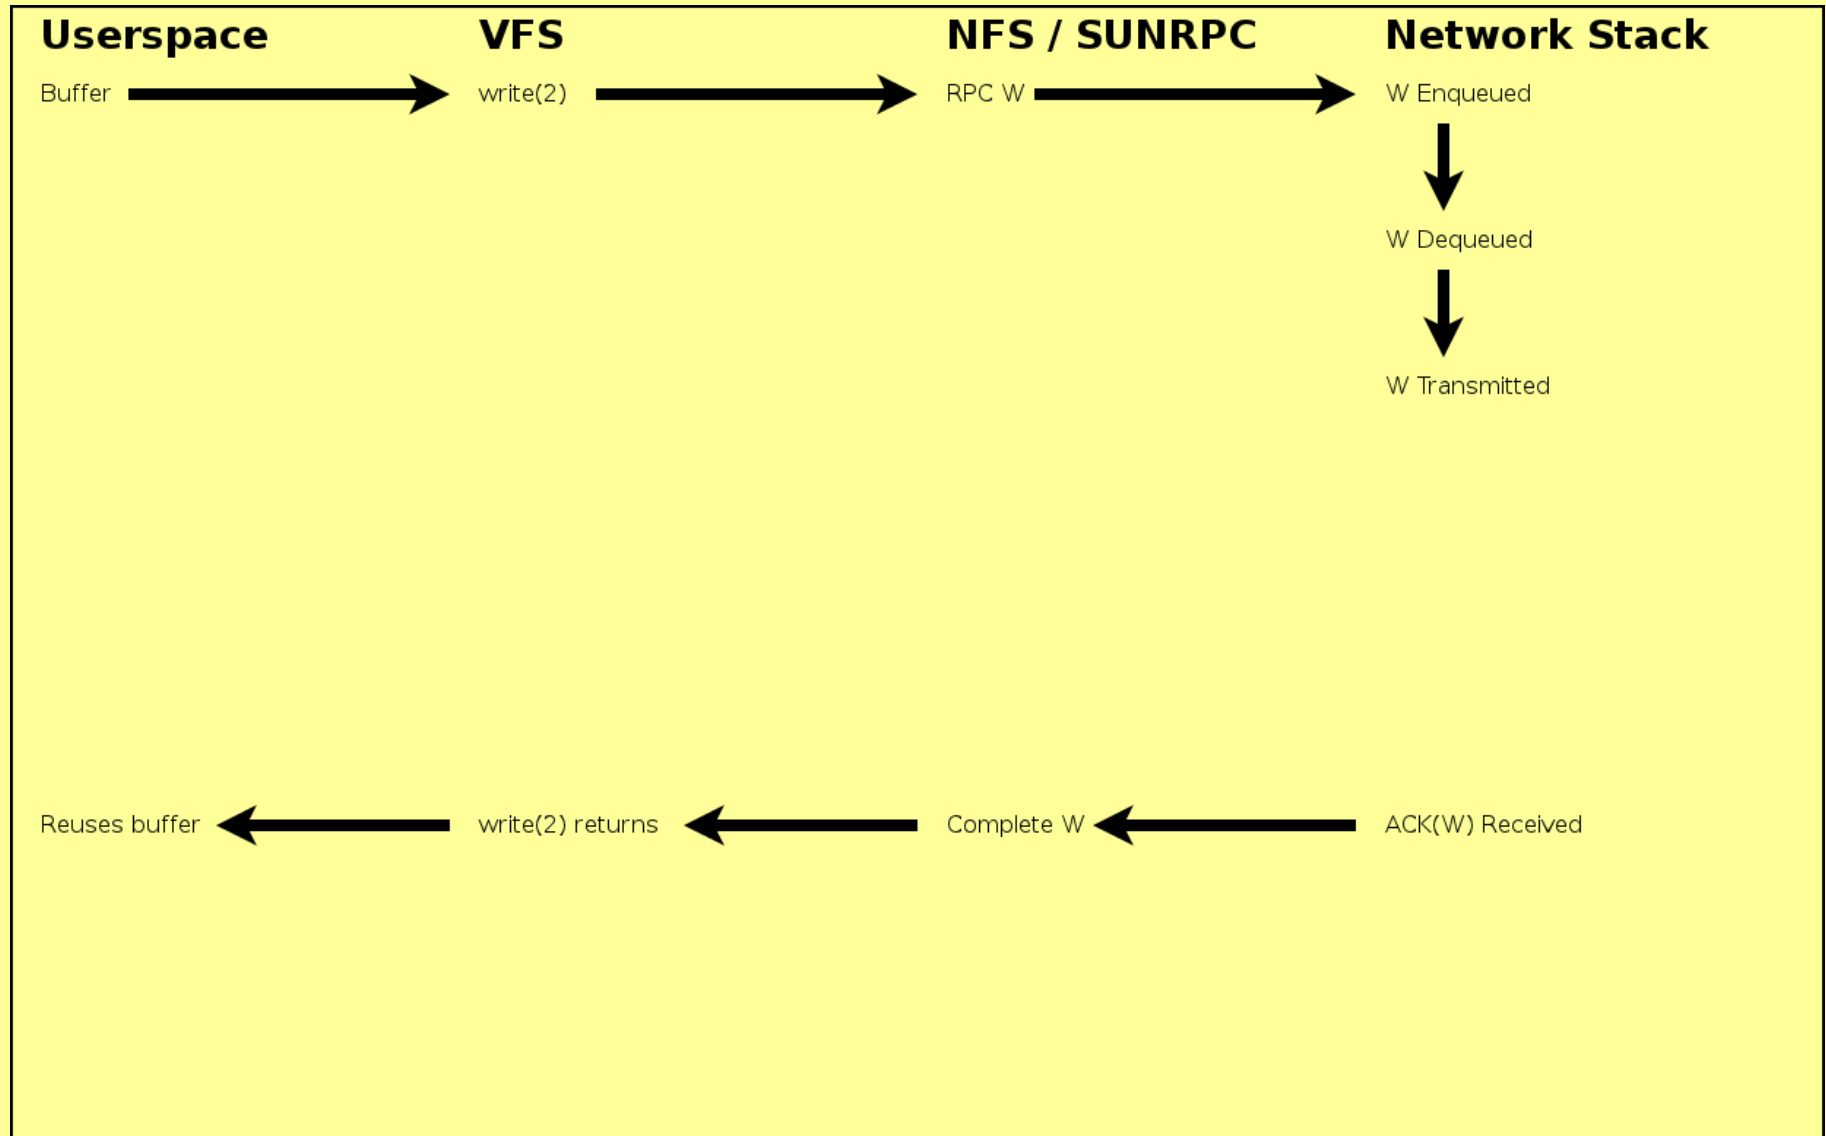 Userspace VFS NFS / SUNRPC Network Stack
Buffer write(2) RPC W W Enqueued
W Dequeued
W Transmitted
Reuses buffer write(2) returns Complete W ACK(W) Received